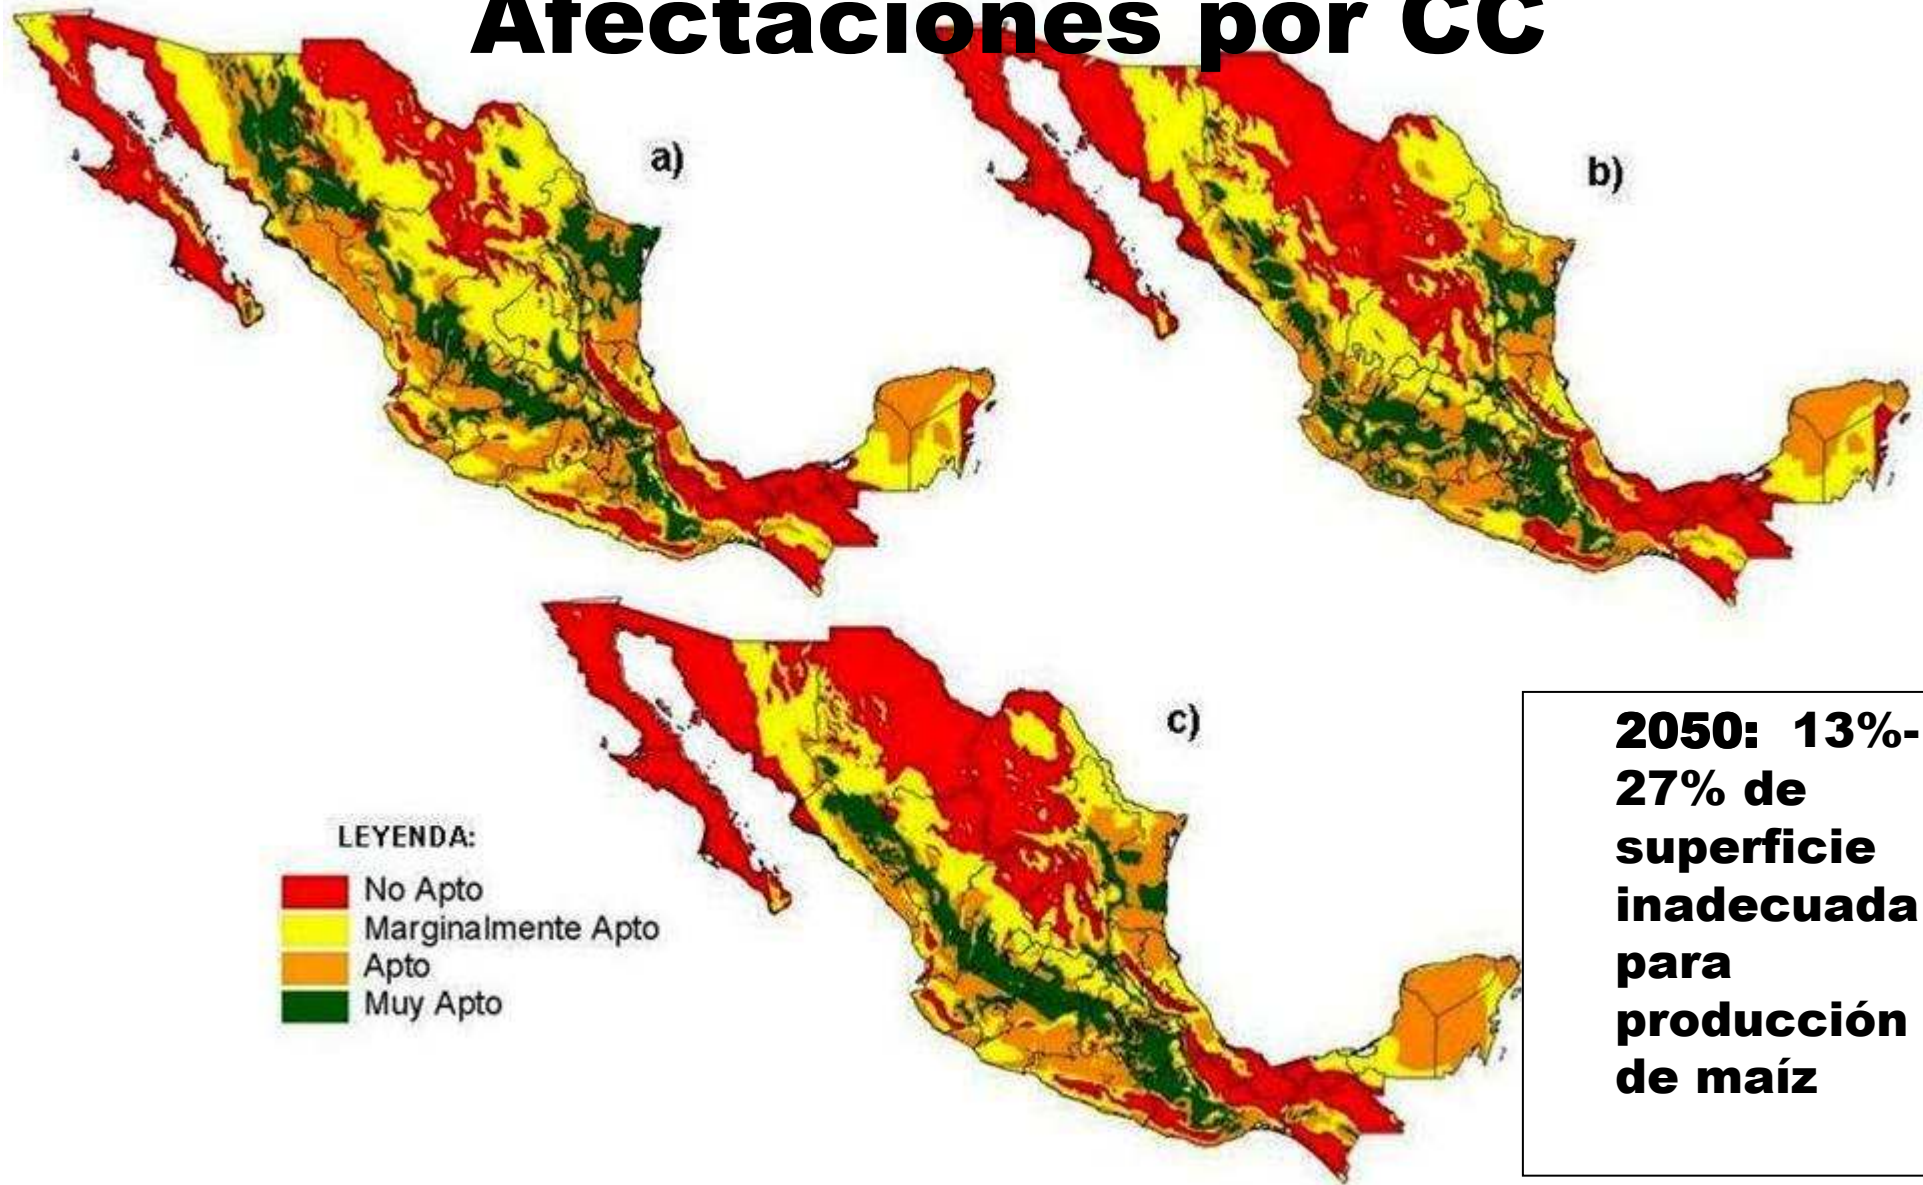 Afectaciones por CC
a)
b)
c)
LEYENDA:
No Apto
Marginalmente Apto
Apto
Muy Apto
2050: 13%-
27% de
superficie
inadecuada
para
producción
de maíz